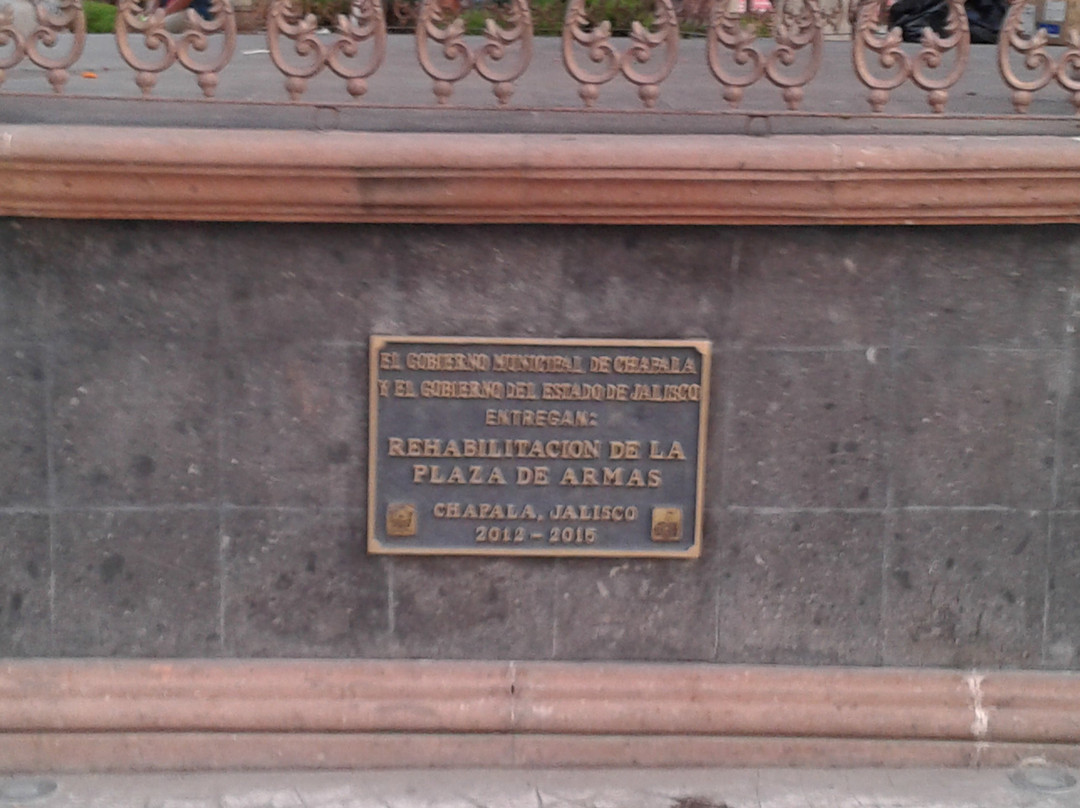 EL GOBIERNO MUNICIPAL DE CHAPALA
Y EL GOBIERNO DEL ESTADO DE JALISCO
ENTREGAN:
REHABILITACION DE LA
PLAZA DE ARMAS
CHAPALA, JALISCO
2012 - 2015